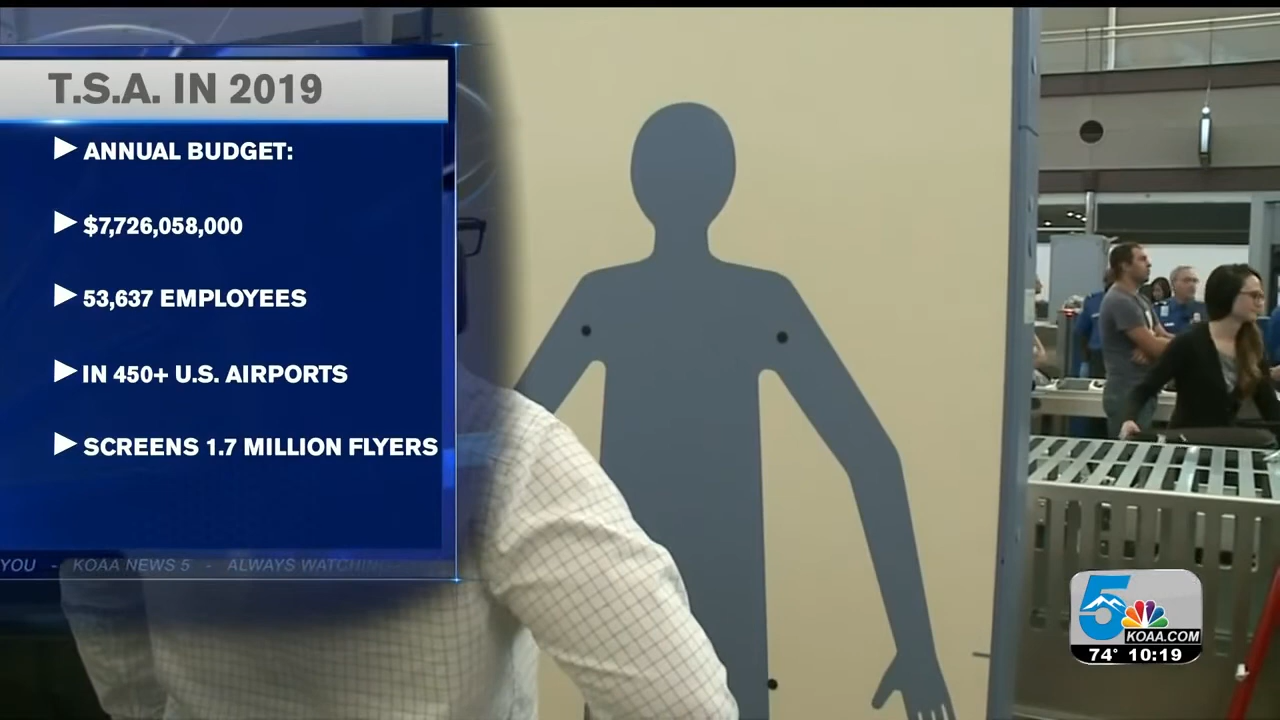 T.S.A. IN 2019
ANNUAL BUDGET:
$7,726,058,000
53,637 EMPLOYEES
IN 450+ U.S. AIRPORTS
SCREENS 1.7 MILLION FLYERS
YOU - KOAA NEWS 5 - ALWAYS WATCHING
5
KOAA.COM
74° 10:19